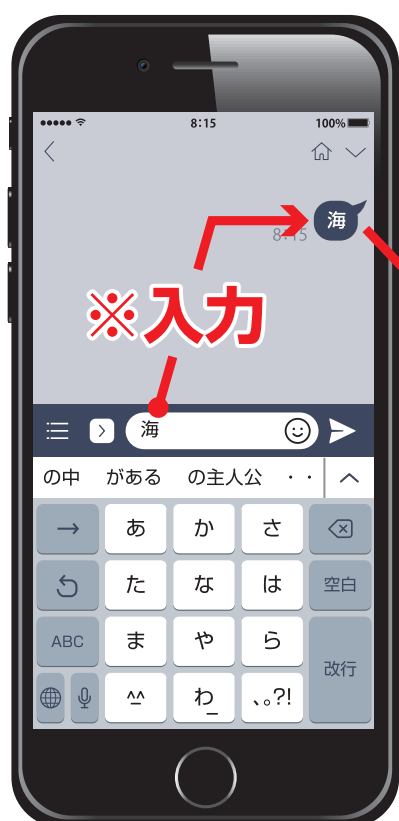 8:15
100%
海
8:15
※入力
海
の中 がある の主人公 ・・
→ あ か さ
た な は 空白
ABC ま や ら
改行
^^ わ_ 、。?!